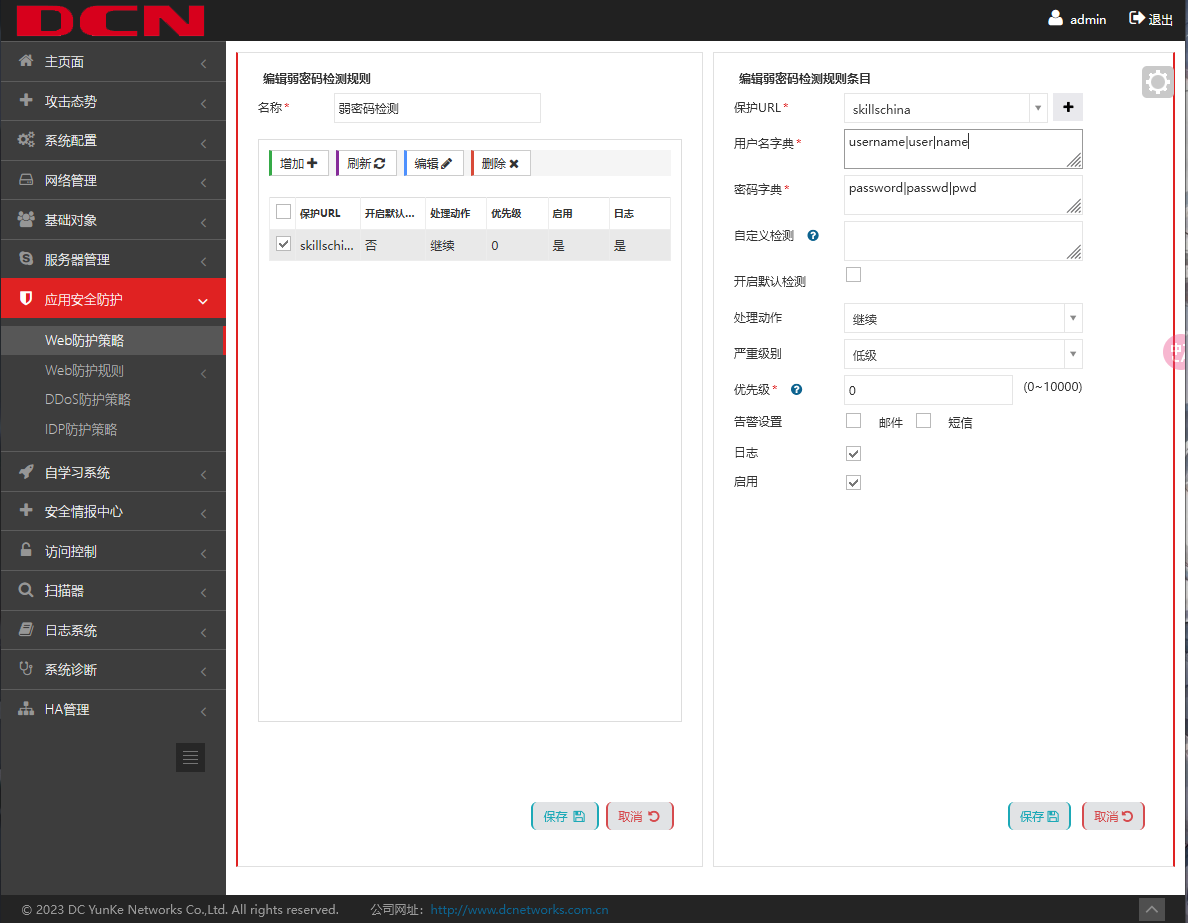 DCN
admin 退出
主页面
攻击态势
系统配置
网络管理
基础对象
服务器管理
应用安全防护
Web防护策略
Web防护规则
DDoS防护策略
IDP防护策略
自学习系统
安全情报中心
访问控制
扫描器
日志系统
系统诊断
HA管理
编辑弱密码检测规则
名称* 弱密码检测
增加 刷新 编辑 删除
保护URL 开启默认... 处理动作 优先级 启用 日志
skillschi... 否 继续 0 是 是
保存 取消
编辑弱密码检测规则条目
保护URL* skillschina
用户名字典* username|user|name
密码字典* password|passwd|pwd
自定义检测
开启默认检测
处理动作 继续
严重级别 低级
优先级* 0 (0~10000)
告警设置 邮件 短信
日志
启用
保存 取消
© 2023 DC YunKe Networks Co.,Ltd. All rights reserved. 公司网址: http://www.dcnetworks.com.cn